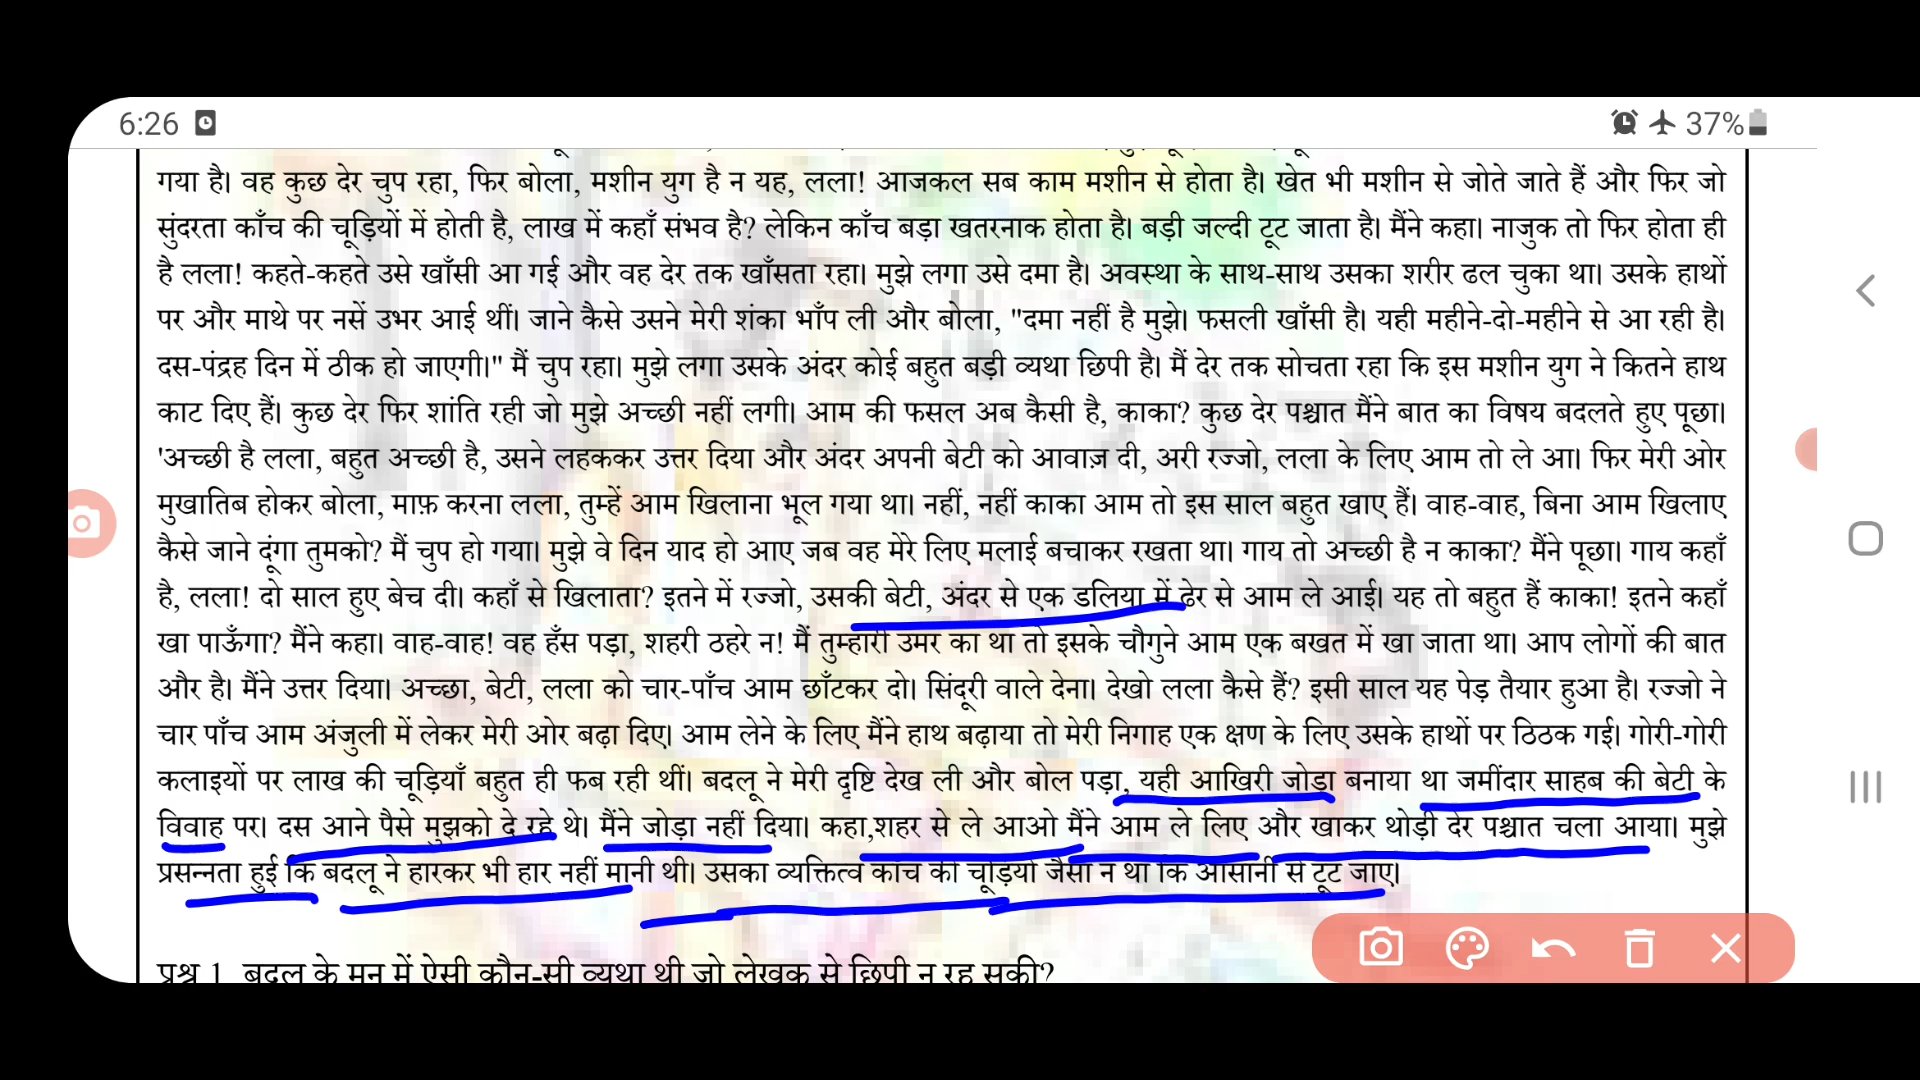 6:26
37%
गया है। वह कुछ देर चुप रहा, फिर बोला, मशीन युग है न यह, लला! आजकल सब काम मशीन से होता है। खेत भी मशीन से जोते जाते हैं और फिर जो
सुंदरता काँच की चूड़ियों में होती है, लाख में कहाँ संभव है? लेकिन काँच बड़ा खतरनाक होता है। बड़ी जल्दी टूट जाता है। मैंने कहा। नाजुक तो फिर होता ही
है लला! कहते-कहते उसे खाँसी आ गई और वह देर तक खाँसता रहा। मुझे लगा उसे दमा है। अवस्था के साथ-साथ उसका शरीर ढल चुका था। उसके हाथों
पर और माथे पर नसें उभर आई थीं। जाने कैसे उसने मेरी शंका भाँप ली और बोला, "दमा नहीं है मुझे। फसली खाँसी है। यही महीने-दो-महीने से आ रही है।
दस-पंद्रह दिन में ठीक हो जाएगी।" मैं चुप रहा। मुझे लगा उसके अंदर कोई बहुत बड़ी व्यथा छिपी है। मैं देर तक सोचता रहा कि इस मशीन युग ने कितने हाथ
काट दिए हैं। कुछ देर फिर शांति रही जो मुझे अच्छी नहीं लगी। आम की फसल अब कैसी है, काका? कुछ देर पश्चात मैंने बात का विषय बदलते हुए पूछा।
'अच्छी है लला, बहुत अच्छी है, उसने लहककर उत्तर दिया और अंदर अपनी बेटी को आवाज़ दी, अरी रज्जो, लला के लिए आम तो ले आ। फिर मेरी ओर
मुखातिब होकर बोला, माफ़ करना लला, तुम्हें आम खिलाना भूल गया था। नहीं, नहीं काका आम तो इस साल बहुत खाए हैं। वाह-वाह, बिना आम खिलाए
कैसे जाने दूंगा तुमको? मैं चुप हो गया। मुझे वे दिन याद हो आए जब वह मेरे लिए मलाई बचाकर रखता था। गाय तो अच्छी है न काका? मैंने पूछा। गाय कहाँ
है, लला! दो साल हुए बेच दी। कहाँ से खिलाता? इतने में रज्जो, उसकी बेटी, अंदर से एक डलिया में ढेर से आम ले आई। यह तो बहुत हैं काका! इतने कहाँ
खा पाऊँगा? मैंने कहा। वाह-वाह! वह हँस पड़ा, शहरी ठहरे न! मैं तुम्हारी उमर का था तो इसके चौगुने आम एक बखत में खा जाता था। आप लोगों की बात
और है। मैंने उत्तर दिया। अच्छा, बेटी, लला को चार-पाँच आम छाँटकर दो। सिंदूरी वाले देना। देखो लला कैसे हैं? इसी साल यह पेड़ तैयार हुआ है। रज्जो ने
चार पाँच आम अंजुली में लेकर मेरी ओर बढ़ा दिए। आम लेने के लिए मैंने हाथ बढ़ाया तो मेरी निगाह एक क्षण के लिए उसके हाथों पर ठिठक गई। गोरी-गोरी
कलाइयों पर लाख की चूड़ियाँ बहुत ही फब रही थीं। बदलू ने मेरी दृष्टि देख ली और बोल पड़ा, यही आखिरी जोड़ा बनाया था जमींदार साहब की बेटी के
विवाह पर। दस आने पैसे मुझको दे रहे थे। मैंने जोड़ा नहीं दिया। कहा,शहर से ले आओ मैंने आम ले लिए और खाकर थोड़ी देर पश्चात चला आया। मुझे
प्रसन्नता हुई कि बदलू ने हारकर भी हार नहीं मानी थी। उसका व्यक्तित्व काँच की चूड़ियों जैसा न था कि आसानी से टूट जाए।
प्रश्न 1. बदलू के मन में ऐसी कौन-सी व्यथा थी जो लेखक से छिपी न रह सकी?